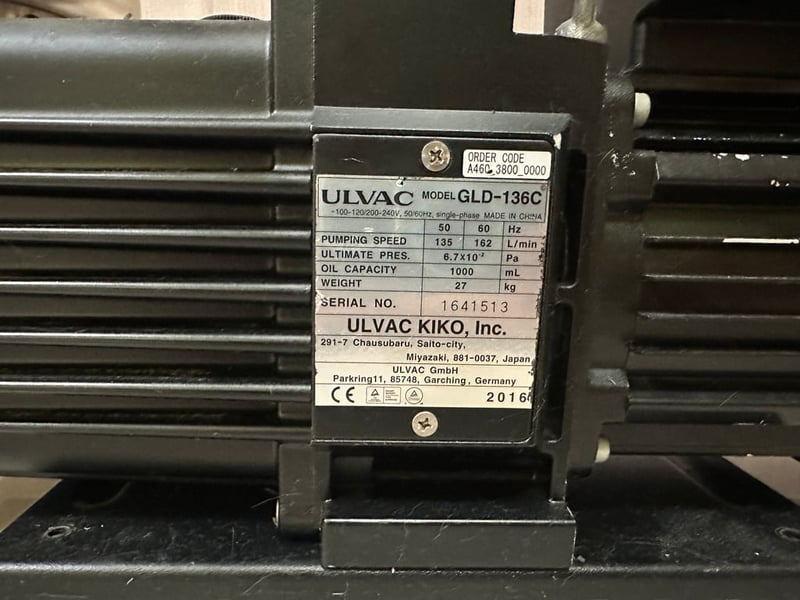 ORDER CODE
A460_3800_0000
ULVAC MODEL GLD-136C
~100-120/200-240V, 50/60Hz, single-phase MADE IN CHINA
50 60 Hz
PUMPING SPEED 135 162 L/min
ULTIMATE PRES. 6.7X10⁻² Pa
OIL CAPACITY 1000 mL
WEIGHT 27 kg
SERIAL NO. 1641513
ULVAC KIKO, Inc.
291-7 Chausubaru, Saito-city,
Miyazaki, 881-0037, Japan
ULVAC GmbH
Parkring11, 85748, Garching, Germany
CE 2016